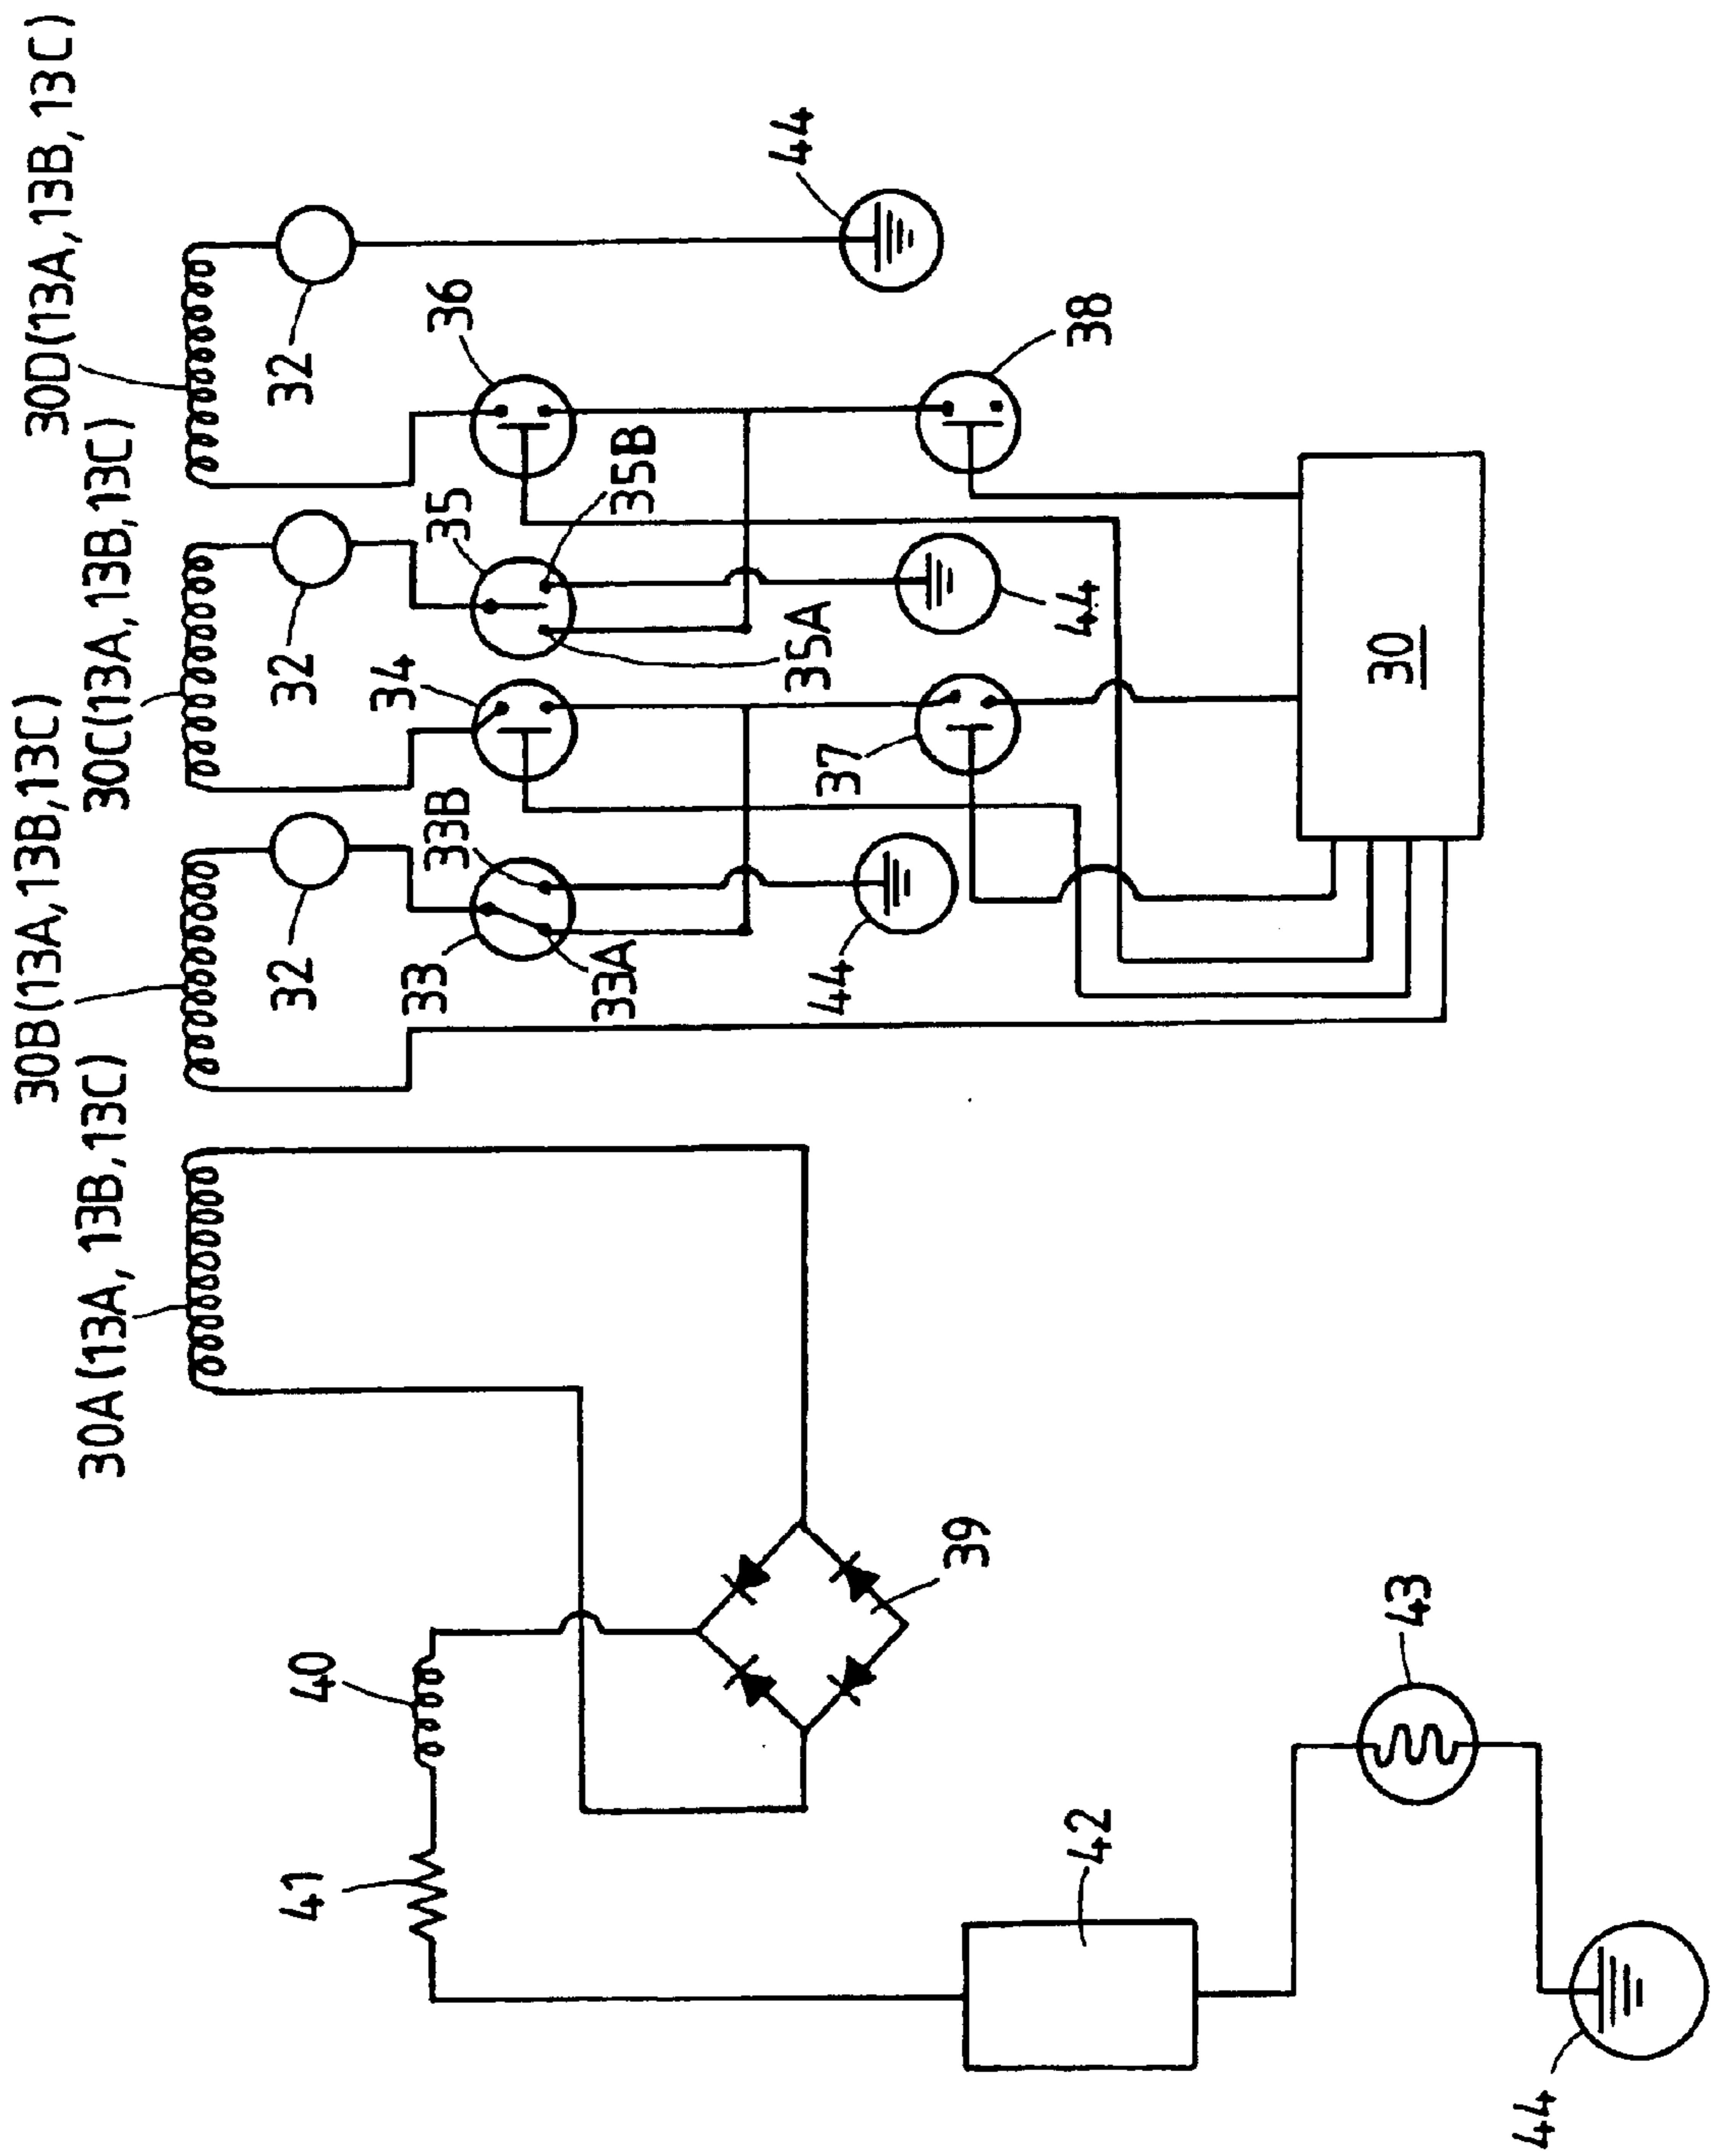 30D(13A,13B,13C)
30C(13A,13B,13C)
30B(13A,13B,13C)
30A(13A,13B,13C)
44
32
36
38
35
35B
32
34
35A
44
37
30
33B
32
33
33A
44
40
39
43
41
42
44